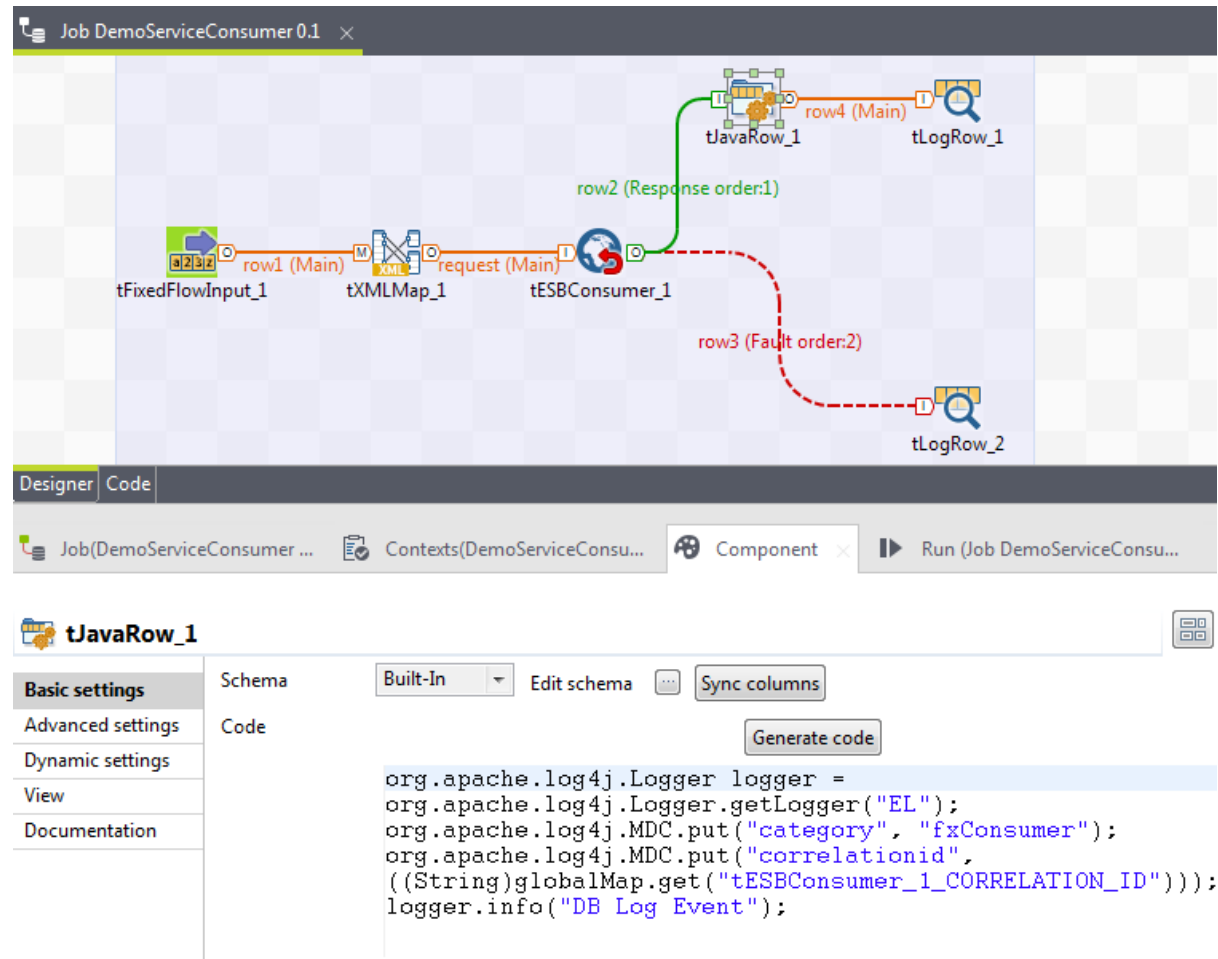 Job DemoServiceConsumer 0.1
tJavaRow_1
row4 (Main)
tLogRow_1
row2 (Response order:1)
tFixedFlowInput_1
row1 (Main)
tXMLMap_1
request (Main)
tESBConsumer_1
row3 (Fault order:2)
tLogRow_2
Designer Code
Job(DemoServiceConsumer ... Contexts(DemoServiceConsu... Component Run (Job DemoServiceConsu...
tJavaRow_1
Basic settings
Advanced settings
Dynamic settings
View
Documentation
Schema Built-In Edit schema ... Sync columns
Code Generate code
org.apache.log4j.Logger logger =
org.apache.log4j.Logger.getLogger("EL");
org.apache.log4j.MDC.put("category", "fxConsumer");
org.apache.log4j.MDC.put("correlationid",
((String)globalMap.get("tESBConsumer_1_CORRELATION_ID")));
logger.info("DB Log Event");